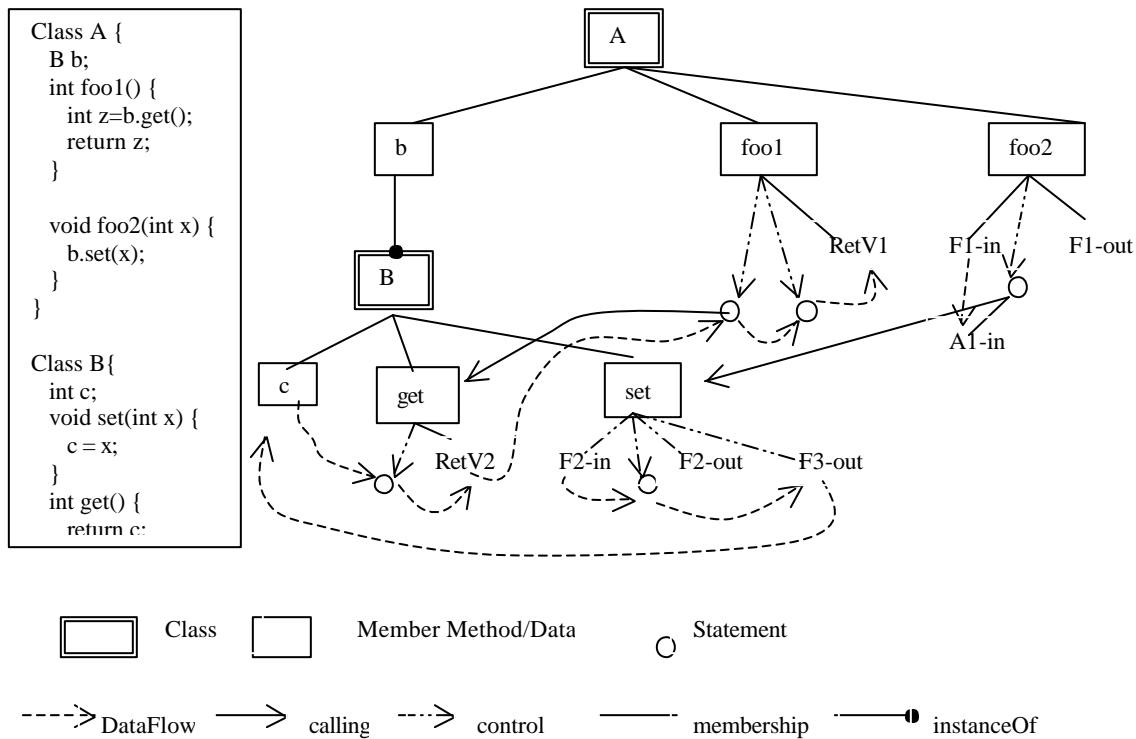 Class A {
B b;
int foo1() {
int z=b.get();
return z;
}
void foo2(int x) {
b.set(x);
}
}
Class B{
int c;
void set(int x) {
c = x;
}
int get() {
return c;
A
b
foo1
foo2
RetV1
F1-in
F1-out
B
A1-in
c
get
set
RetV2
F2-in
F2-out
F3-out
Class
Member Method/Data
Statement
DataFlow
calling
control
membership
instanceOf